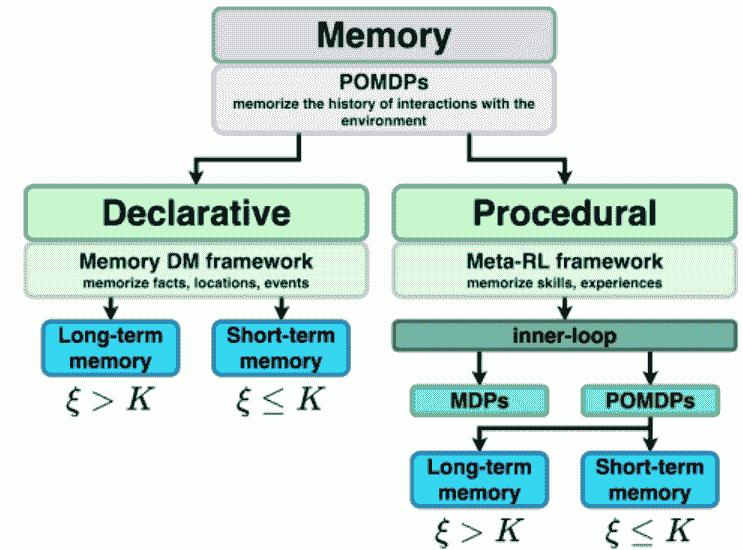 Memory
POMDPs
memorize the history of interactions with the
environment
Declarative
Memory DM framework
memorize facts, locations, events
Long-term
memory
ξ > K
Short-term
memory
ξ ≤ K
Procedural
Meta-RL framework
memorize skills, experiences
inner-loop
MDPs
POMDPs
Long-term
memory
ξ > K
Short-term
memory
ξ ≤ K